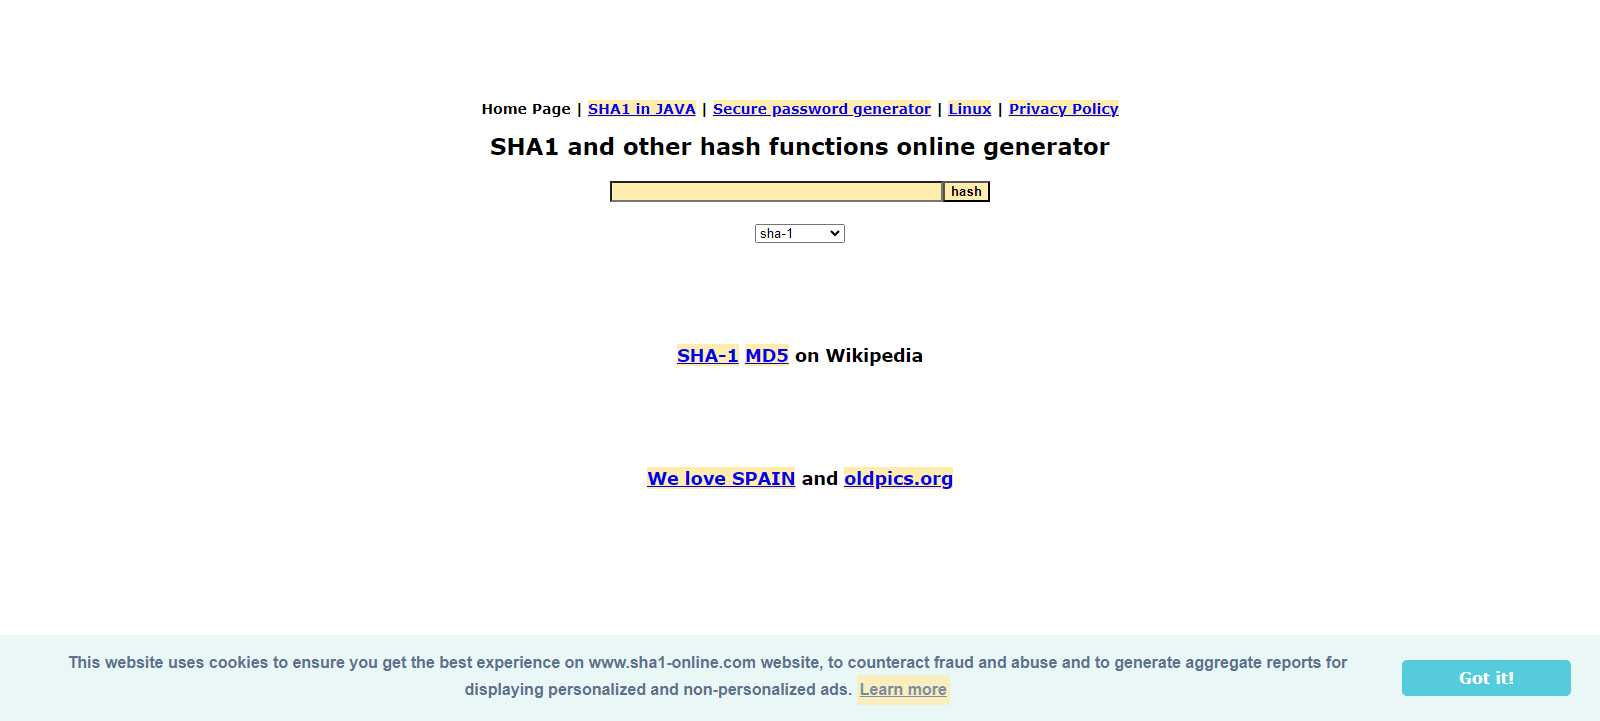 Home Page | SHA1 in JAVA | Secure password generator | Linux | Privacy Policy
SHA1 and other hash functions online generator
hash
sha-1
SHA-1 MD5 on Wikipedia
We love SPAIN and oldpics.org
This website uses cookies to ensure you get the best experience on www.sha1-online.com website, to counteract fraud and abuse and to generate aggregate reports for
displaying personalized and non-personalized ads. Learn more
Got it!